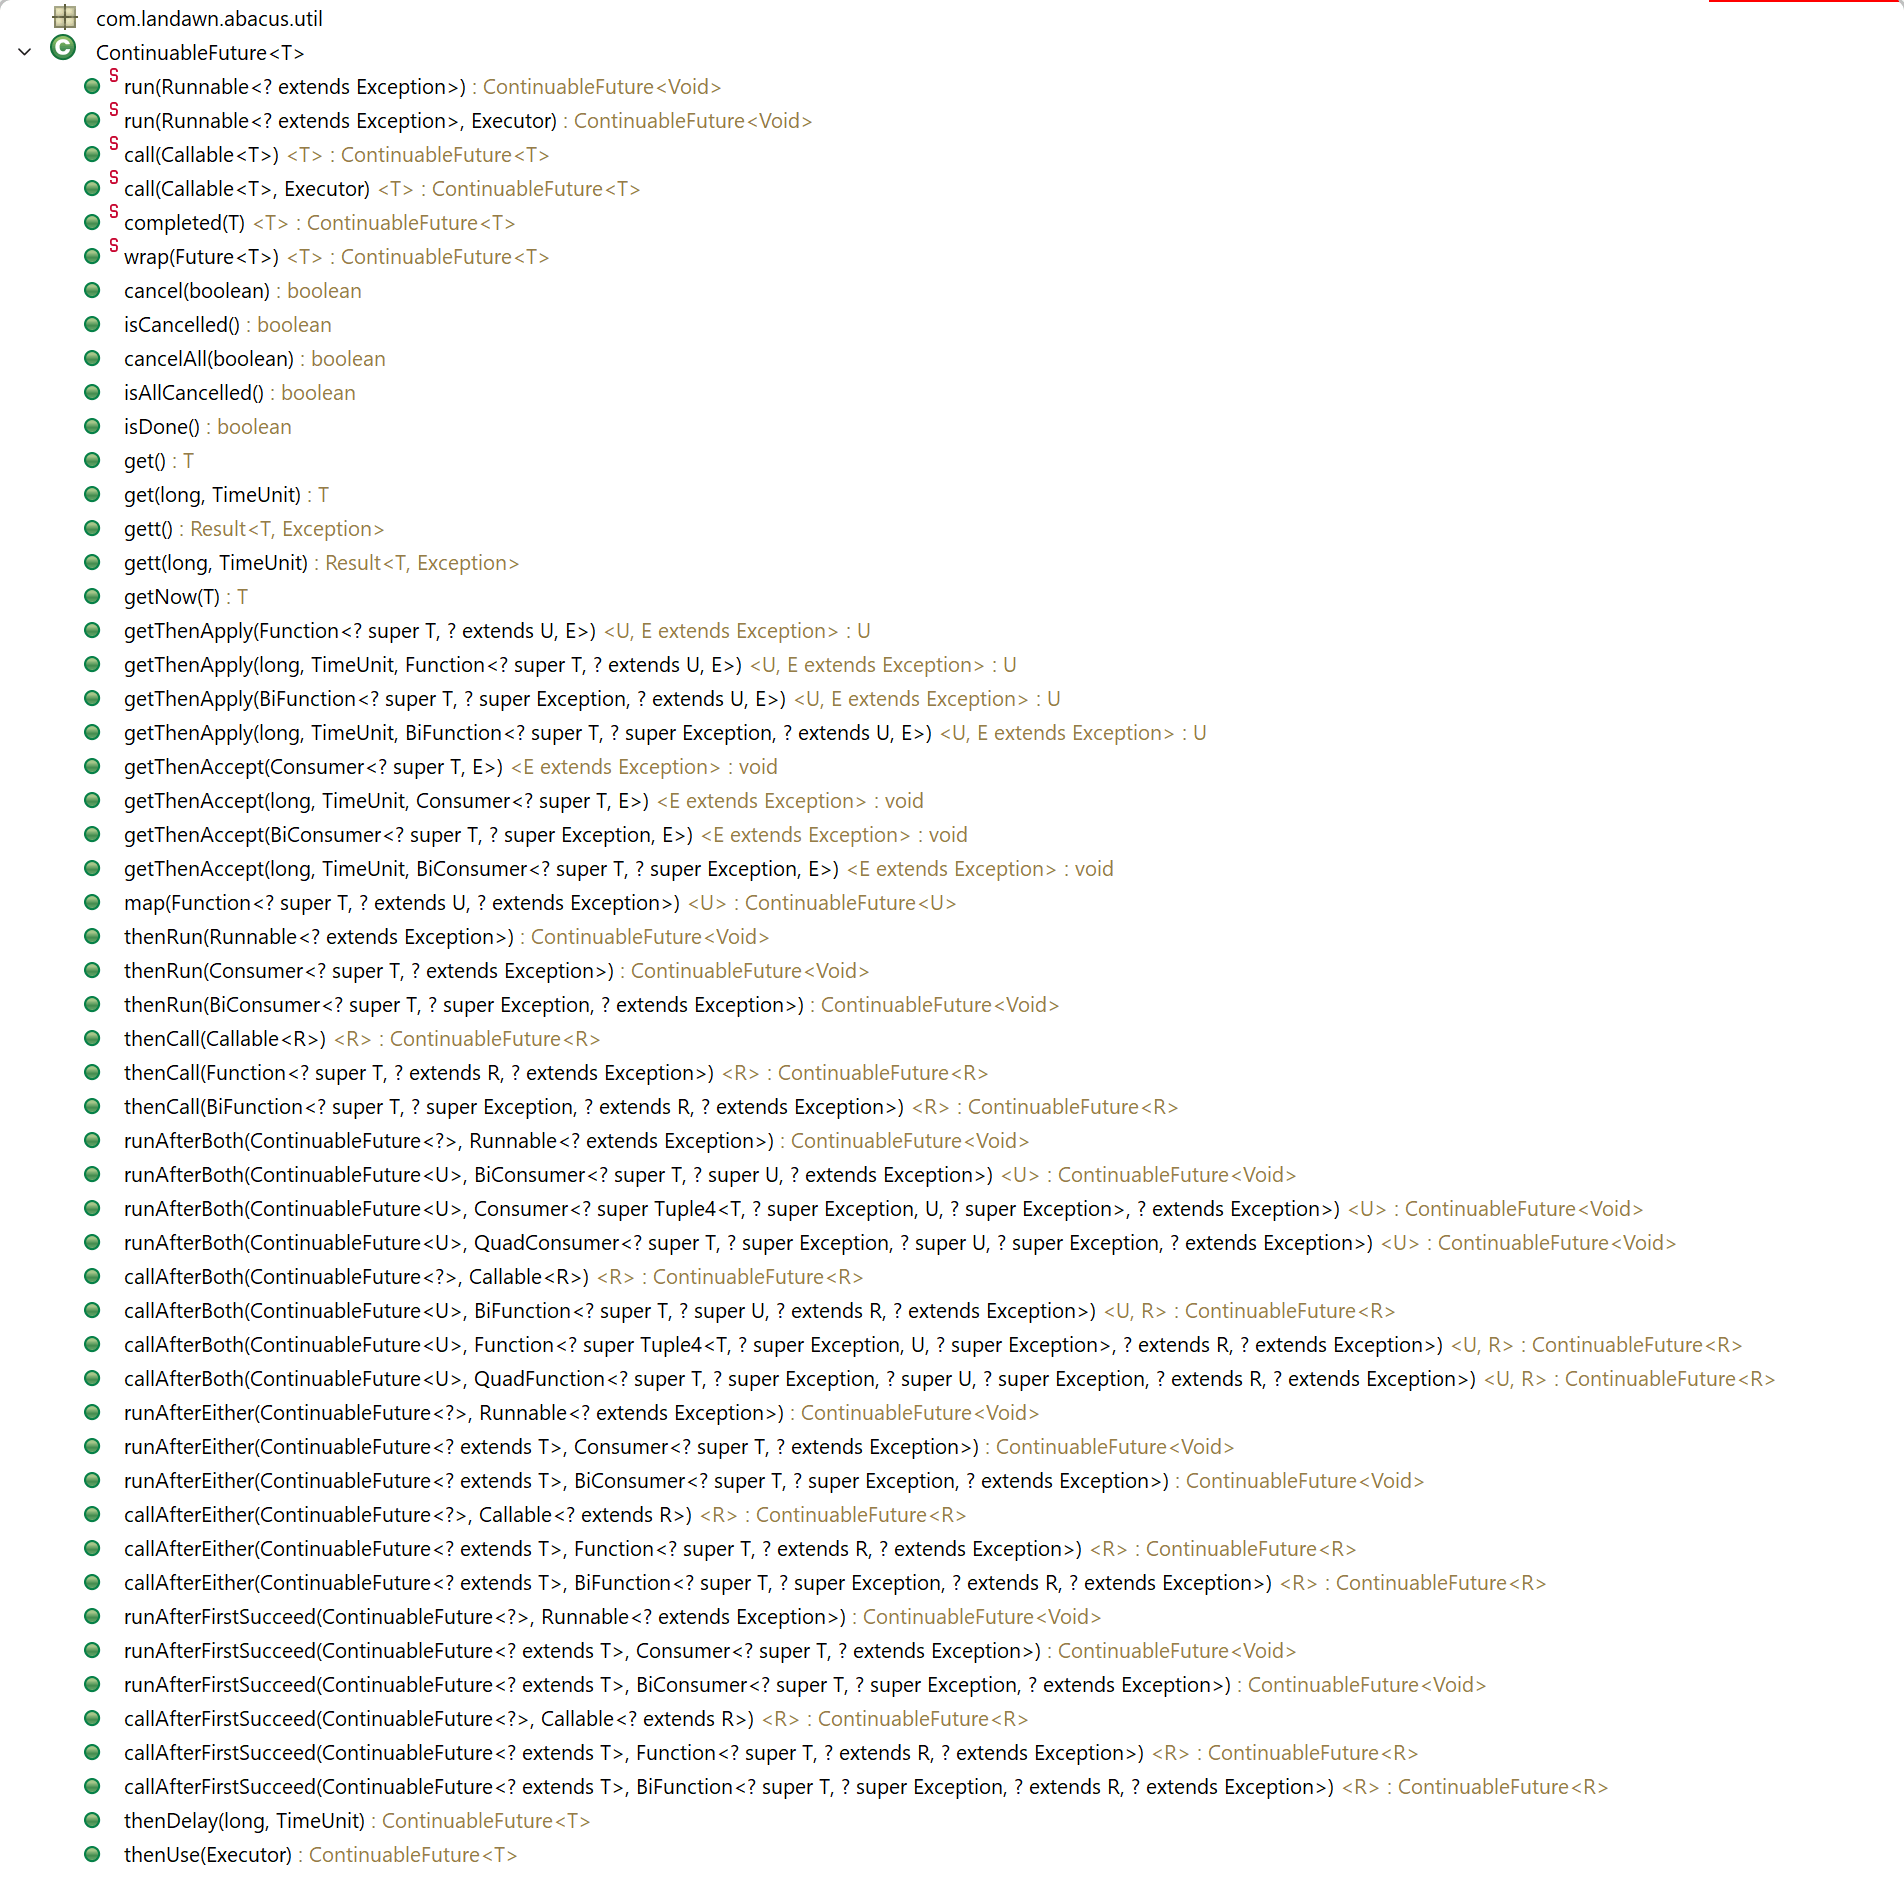 com.landawn.abacus.util
C ContinuableFuture<T>
S run(Runnable<? extends Exception>) : ContinuableFuture<Void>
S run(Runnable<? extends Exception>, Executor) : ContinuableFuture<Void>
S call(Callable<T>) <T> : ContinuableFuture<T>
S call(Callable<T>, Executor) <T> : ContinuableFuture<T>
S completed(T) <T> : ContinuableFuture<T>
S wrap(Future<T>) <T> : ContinuableFuture<T>
cancel(boolean) : boolean
isCancelled() : boolean
cancelAll(boolean) : boolean
isAllCancelled() : boolean
isDone() : boolean
get() : T
get(long, TimeUnit) : T
gett() : Result<T, Exception>
gett(long, TimeUnit) : Result<T, Exception>
getNow(T) : T
getThenApply(Function<? super T, ? extends U, E>) <U, E extends Exception> : U
getThenApply(long, TimeUnit, Function<? super T, ? extends U, E>) <U, E extends Exception> : U
getThenApply(BiFunction<? super T, ? super Exception, ? extends U, E>) <U, E extends Exception> : U
getThenApply(long, TimeUnit, BiFunction<? super T, ? super Exception, ? extends U, E>) <U, E extends Exception> : U
getThenAccept(Consumer<? super T, E>) <E extends Exception> : void
getThenAccept(long, TimeUnit, Consumer<? super T, E>) <E extends Exception> : void
getThenAccept(BiConsumer<? super T, ? super Exception, E>) <E extends Exception> : void
getThenAccept(long, TimeUnit, BiConsumer<? super T, ? super Exception, E>) <E extends Exception> : void
map(Function<? super T, ? extends U, ? extends Exception>) <U> : ContinuableFuture<U>
thenRun(Runnable<? extends Exception>) : ContinuableFuture<Void>
thenRun(Consumer<? super T, ? extends Exception>) : ContinuableFuture<Void>
thenRun(BiConsumer<? super T, ? super Exception, ? extends Exception>) : ContinuableFuture<Void>
thenCall(Callable<R>) <R> : ContinuableFuture<R>
thenCall(Function<? super T, ? extends R, ? extends Exception>) <R> : ContinuableFuture<R>
thenCall(BiFunction<? super T, ? super Exception, ? extends R, ? extends Exception>) <R> : ContinuableFuture<R>
runAfterBoth(ContinuableFuture<?>, Runnable<? extends Exception>) : ContinuableFuture<Void>
runAfterBoth(ContinuableFuture<U>, BiConsumer<? super T, ? super U, ? extends Exception>) <U> : ContinuableFuture<Void>
runAfterBoth(ContinuableFuture<U>, Consumer<? super Tuple4<T, ? super Exception, U, ? super Exception>, ? extends Exception>) <U> : ContinuableFuture<Void>
runAfterBoth(ContinuableFuture<U>, QuadConsumer<? super T, ? super Exception, ? super U, ? super Exception, ? extends Exception>) <U> : ContinuableFuture<Void>
callAfterBoth(ContinuableFuture<?>, Callable<R>) <R> : ContinuableFuture<R>
callAfterBoth(ContinuableFuture<U>, BiFunction<? super T, ? super U, ? extends R, ? extends Exception>) <U, R> : ContinuableFuture<R>
callAfterBoth(ContinuableFuture<U>, Function<? super Tuple4<T, ? super Exception, U, ? super Exception>, ? extends R, ? extends Exception>) <U, R> : ContinuableFuture<R>
callAfterBoth(ContinuableFuture<U>, QuadFunction<? super T, ? super Exception, ? super U, ? super Exception, ? extends R, ? extends Exception>) <U, R> : ContinuableFuture<R>
runAfterEither(ContinuableFuture<?>, Runnable<? extends Exception>) : ContinuableFuture<Void>
runAfterEither(ContinuableFuture<? extends T>, Consumer<? super T, ? extends Exception>) : ContinuableFuture<Void>
runAfterEither(ContinuableFuture<? extends T>, BiConsumer<? super T, ? super Exception, ? extends Exception>) : ContinuableFuture<Void>
callAfterEither(ContinuableFuture<?>, Callable<? extends R>) <R> : ContinuableFuture<R>
callAfterEither(ContinuableFuture<? extends T>, Function<? super T, ? extends R, ? extends Exception>) <R> : ContinuableFuture<R>
callAfterEither(ContinuableFuture<? extends T>, BiFunction<? super T, ? super Exception, ? extends R, ? extends Exception>) <R> : ContinuableFuture<R>
runAfterFirstSucceed(ContinuableFuture<?>, Runnable<? extends Exception>) : ContinuableFuture<Void>
runAfterFirstSucceed(ContinuableFuture<? extends T>, Consumer<? super T, ? extends Exception>) : ContinuableFuture<Void>
runAfterFirstSucceed(ContinuableFuture<? extends T>, BiConsumer<? super T, ? super Exception, ? extends Exception>) : ContinuableFuture<Void>
callAfterFirstSucceed(ContinuableFuture<?>, Callable<? extends R>) <R> : ContinuableFuture<R>
callAfterFirstSucceed(ContinuableFuture<? extends T>, Function<? super T, ? extends R, ? extends Exception>) <R> : ContinuableFuture<R>
callAfterFirstSucceed(ContinuableFuture<? extends T>, BiFunction<? super T, ? super Exception, ? extends R, ? extends Exception>) <R> : ContinuableFuture<R>
thenDelay(long, TimeUnit) : ContinuableFuture<T>
thenUse(Executor) : ContinuableFuture<T>